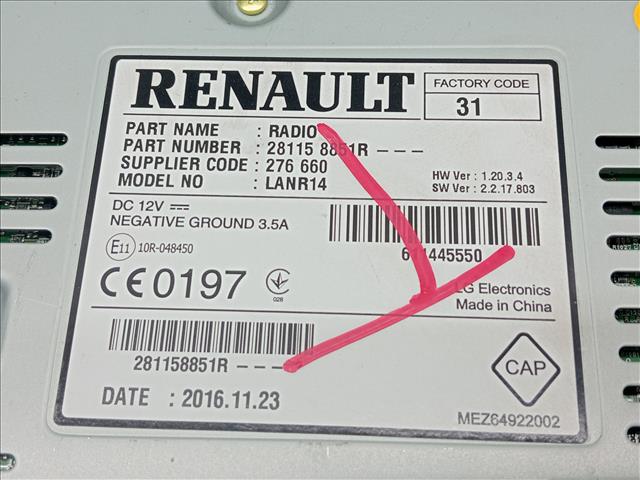 RENAULT
FACTORY CODE
31
PART NAME : RADIO
PART NUMBER : 28115 8851R - - -
SUPPLIER CODE : 276 660
MODEL NO : LANR14
HW Ver : 1.20.3.4
SW Ver : 2.2.17.803
DC 12V
NEGATIVE GROUND 3.5A
E11 10R-048450
445550
CE0197
028
LG Electronics
Made in China
281158851R - - -
CAP
DATE : 2016.11.23
MEZ64922002